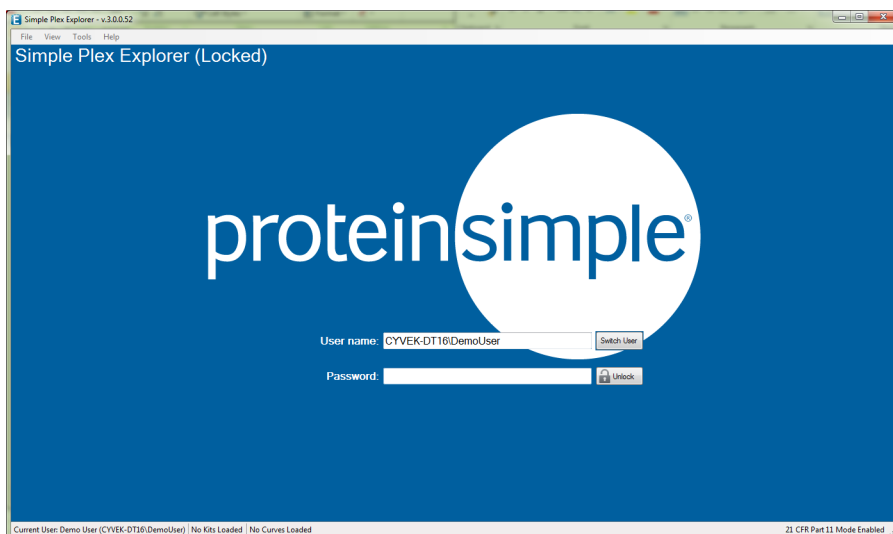 Simple Plex Explorer - v.3.0.0.52
File View Tools Help
Simple Plex Explorer (Locked)
proteinsimple®
User name: CYVEK-DT16\DemoUser Switch User
Password: Unlock
Current User: Demo User (CYVEK-DT16\DemoUser) No Kits Loaded No Curves Loaded 21 CFR Part 11 Mode Enabled